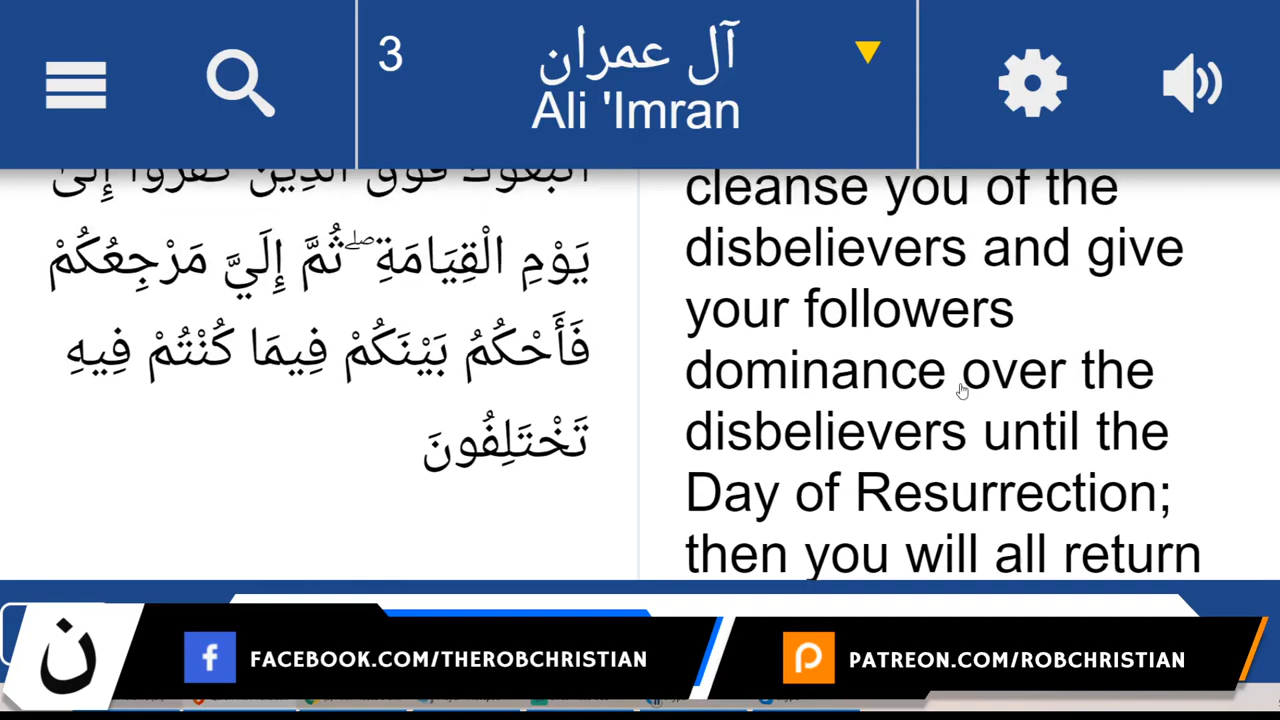 3
آل عمران
Ali 'Imran
يَوْمِ الْقِيَامَةِ ۖ ثُمَّ إِلَيَّ مَرْجِعُكُمْ
فَأَحْكُمُ بَيْنَكُمْ فِيمَا كُنْتُمْ فِيهِ
تَخْتَلِفُونَ
cleanse you of the
disbelievers and give
your followers
dominance over the
disbelievers until the
Day of Resurrection;
then you will all return
ن
FACEBOOK.COM/THEROBCHRISTIAN
PATREON.COM/ROBCHRISTIAN